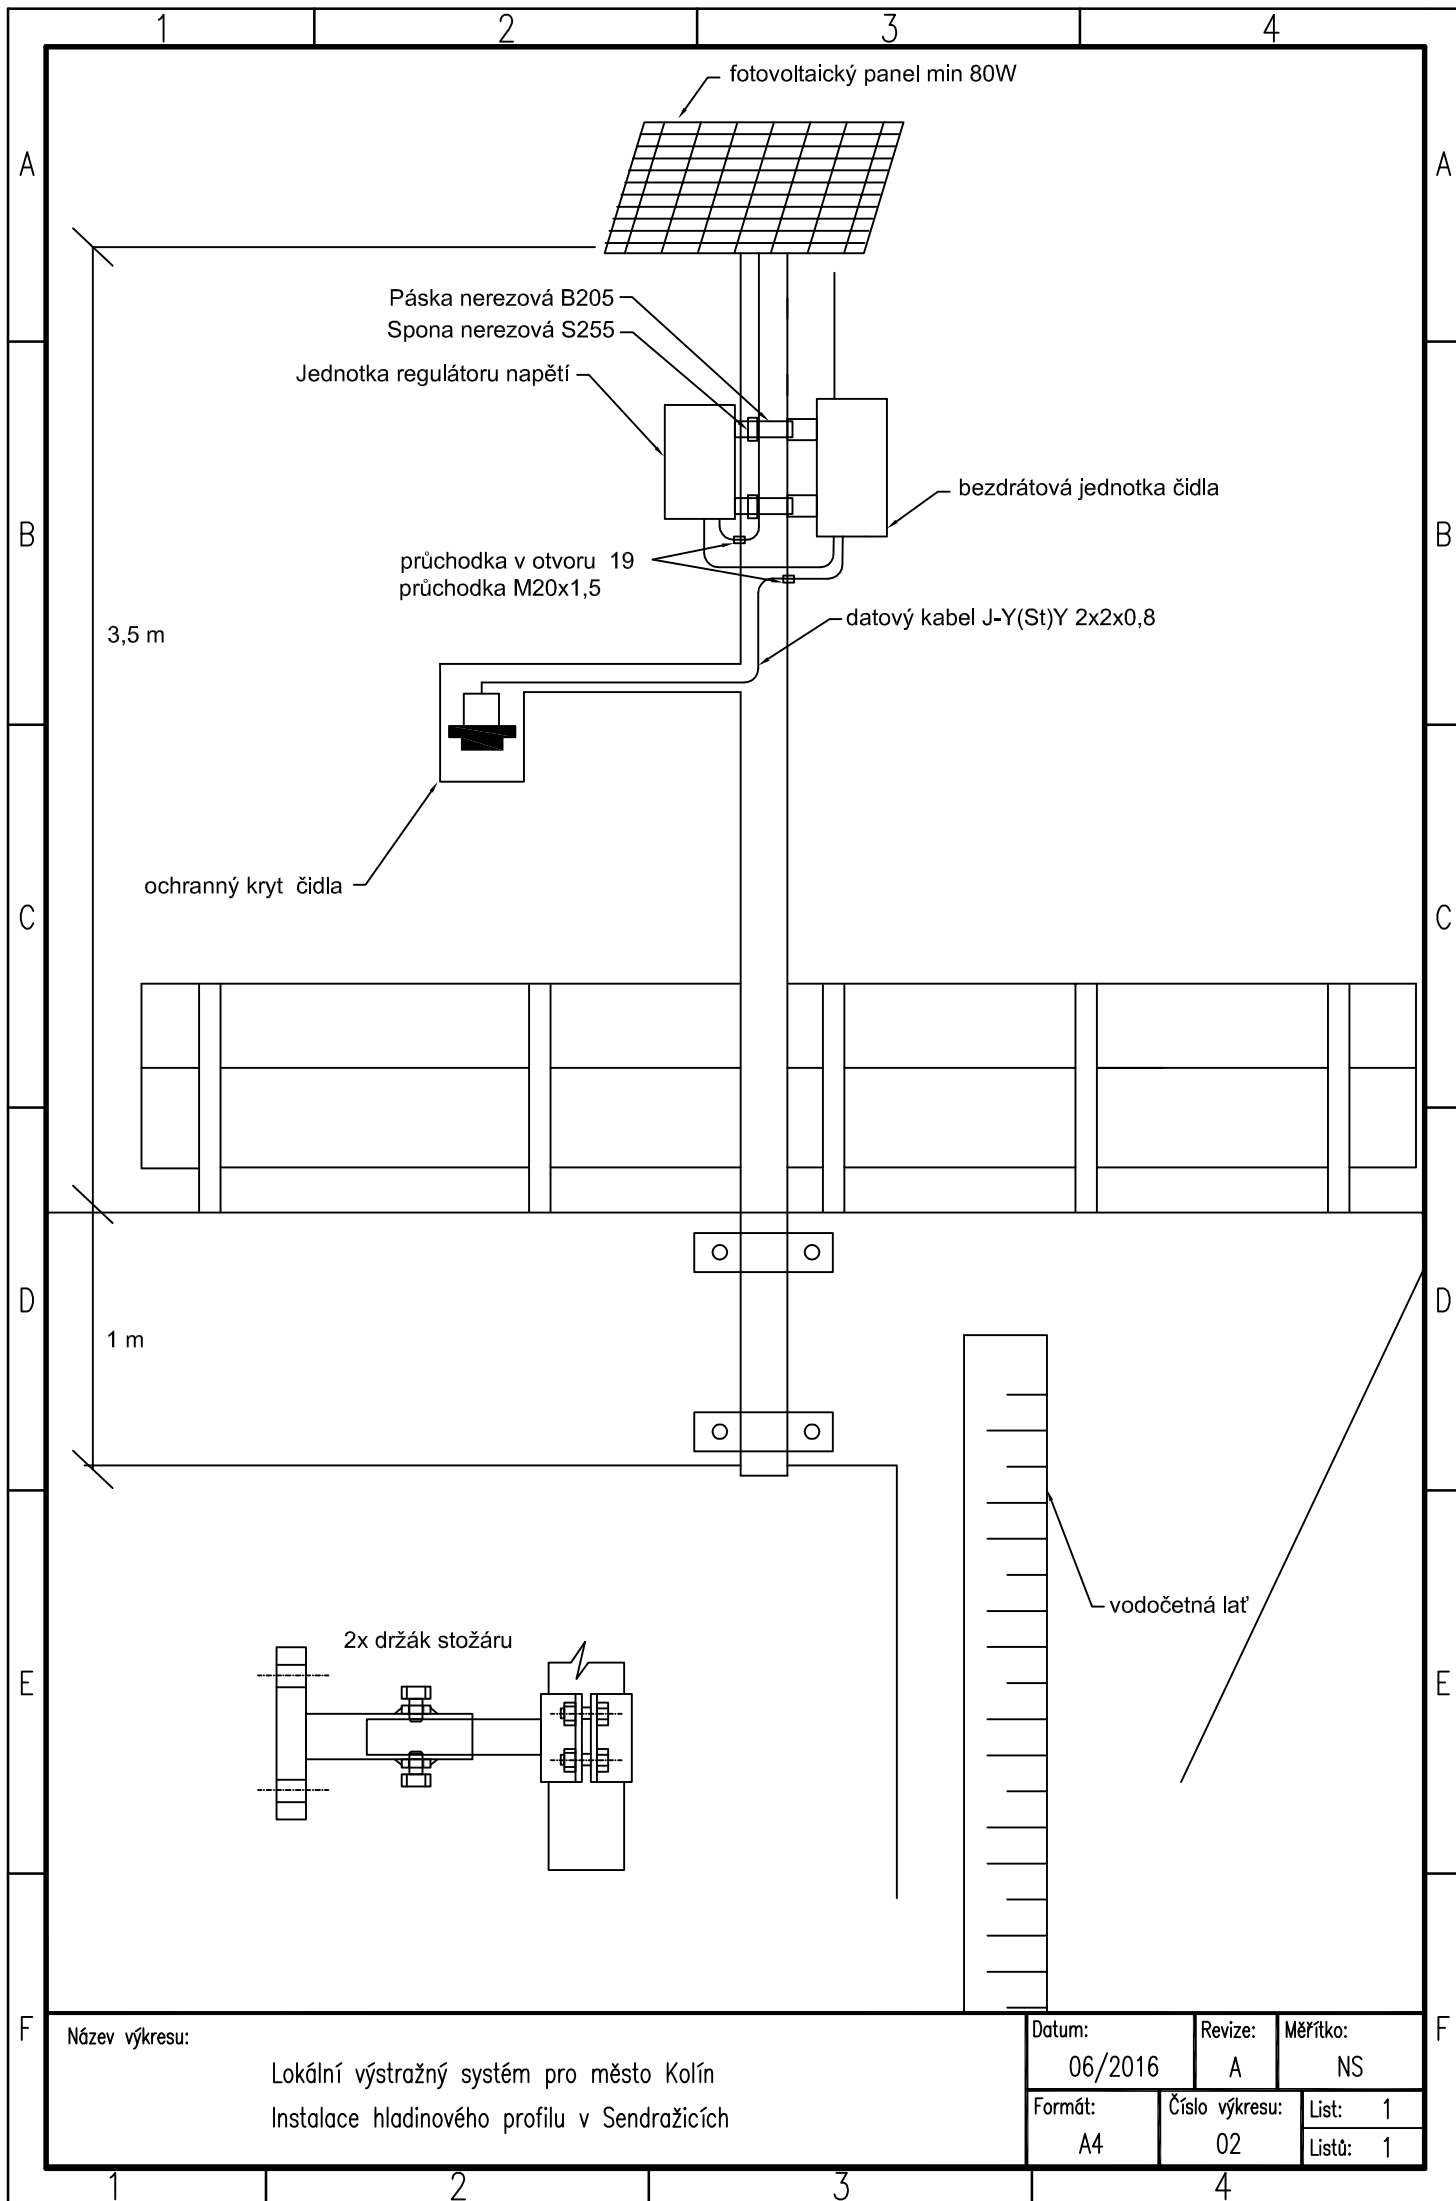 1 2 3 4
fotovoltaický panel min 80W
A A
Páska nerezová B205
Spona nerezová S255
Jednotka regulátoru napětí
bezdrátová jednotka čidla
B B
průchodka v otvoru 19
průchodka M20x1,5
datový kabel J-Y(St)Y 2x2x0,8
3,5 m
ochranný kryt čidla
C C
D D
1 m
vodočetná lať
2x držák stožáru
E E
F F
Název výkresu:
Lokální výstražný systém pro město Kolín
Instalace hladinového profilu v Sendražicích
Datum:
06/2016
Revize:
A
Měřítko:
NS
Formát:
A4
Číslo výkresu:
02
List: 1
Listů: 1
1 2 3 4